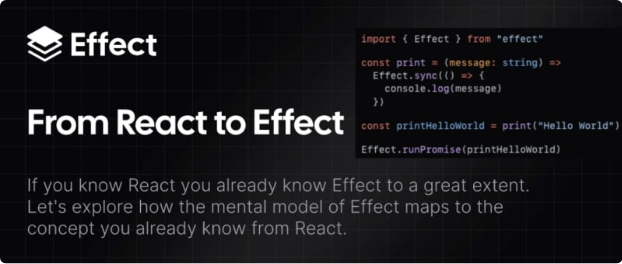 Effect
From React to Effect
If you know React you already know Effect to a great extent.
Let's explore how the mental model of Effect maps to the
concept you already know from React.
import { Effect } from "effect"
const print = (message: string) =>
Effect.sync(() => {
console.log(message)
})
const printHelloWorld = print("Hello World")
Effect.runPromise(printHelloWorld)